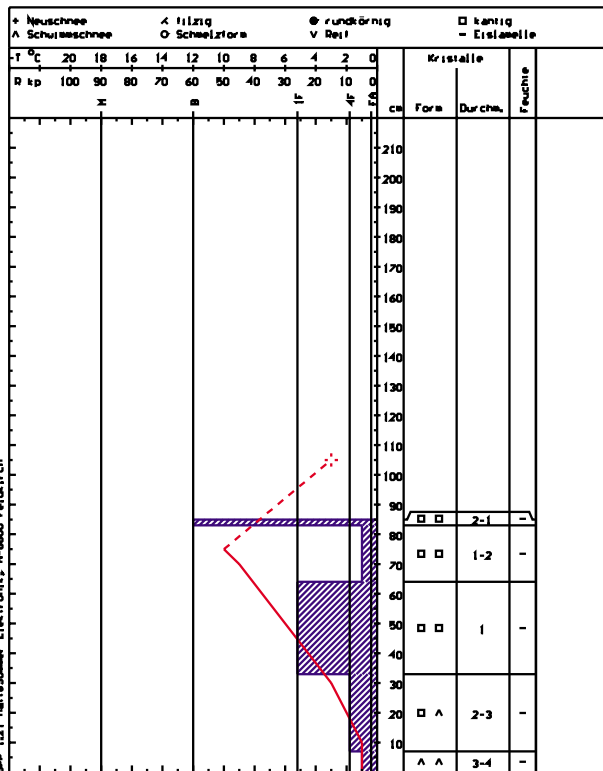 + Neuschnee ⁄ filzig ● rundkörnig □ kantig
^ Schwimmschnee O Schmelzform V Reif - Eislamelle
-T °C 20 18 16 14 12 10 8 6 4 2 0
R kp 100 90 80 70 60 50 40 30 20 10 0
M B 1F 4F FA
cm
Kristalle
Form Durchm. Feuchte
210
200
190
180
170
160
150
140
130
120
110
100
90
□ □ 2-1 -
80
□ □ 1-2 -
70
60
50
□ □ 1 -
40
30
20
□ ^ 2-3 -
10
^ ^ 3-4 -